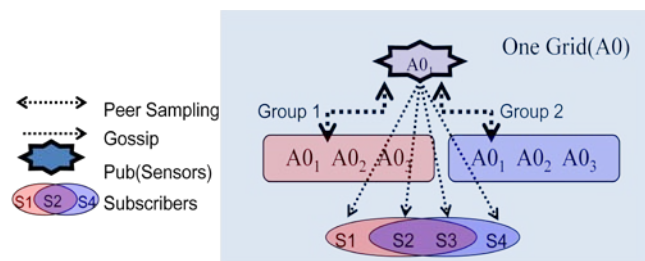 Peer Sampling
Gossip
Pub(Sensors)
S1 S2 S4 Subscribers
One Grid(A0)
A0₁
Group 1
Group 2
A0₁ A0₂ A0₃
A0₁ A0₂ A0₃
S1 S2 S3 S4